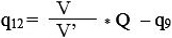 q₁₂ = V / V' * Q − q₉